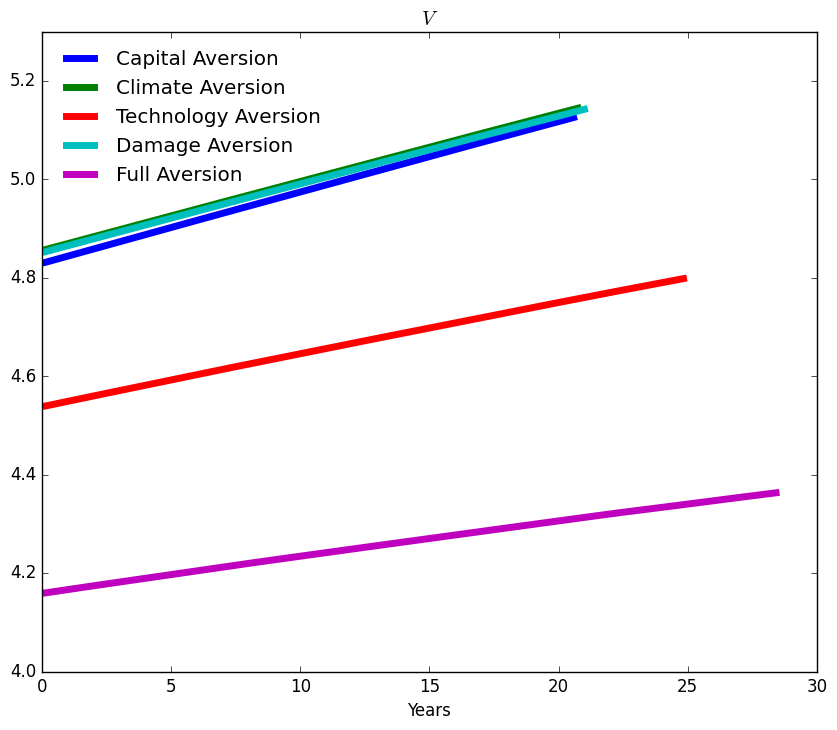 V
5.2
5.0
4.8
4.6
4.4
4.2
4.0
Capital Aversion
Climate Aversion
Technology Aversion
Damage Aversion
Full Aversion
0 5 10 15 20 25 30
Years